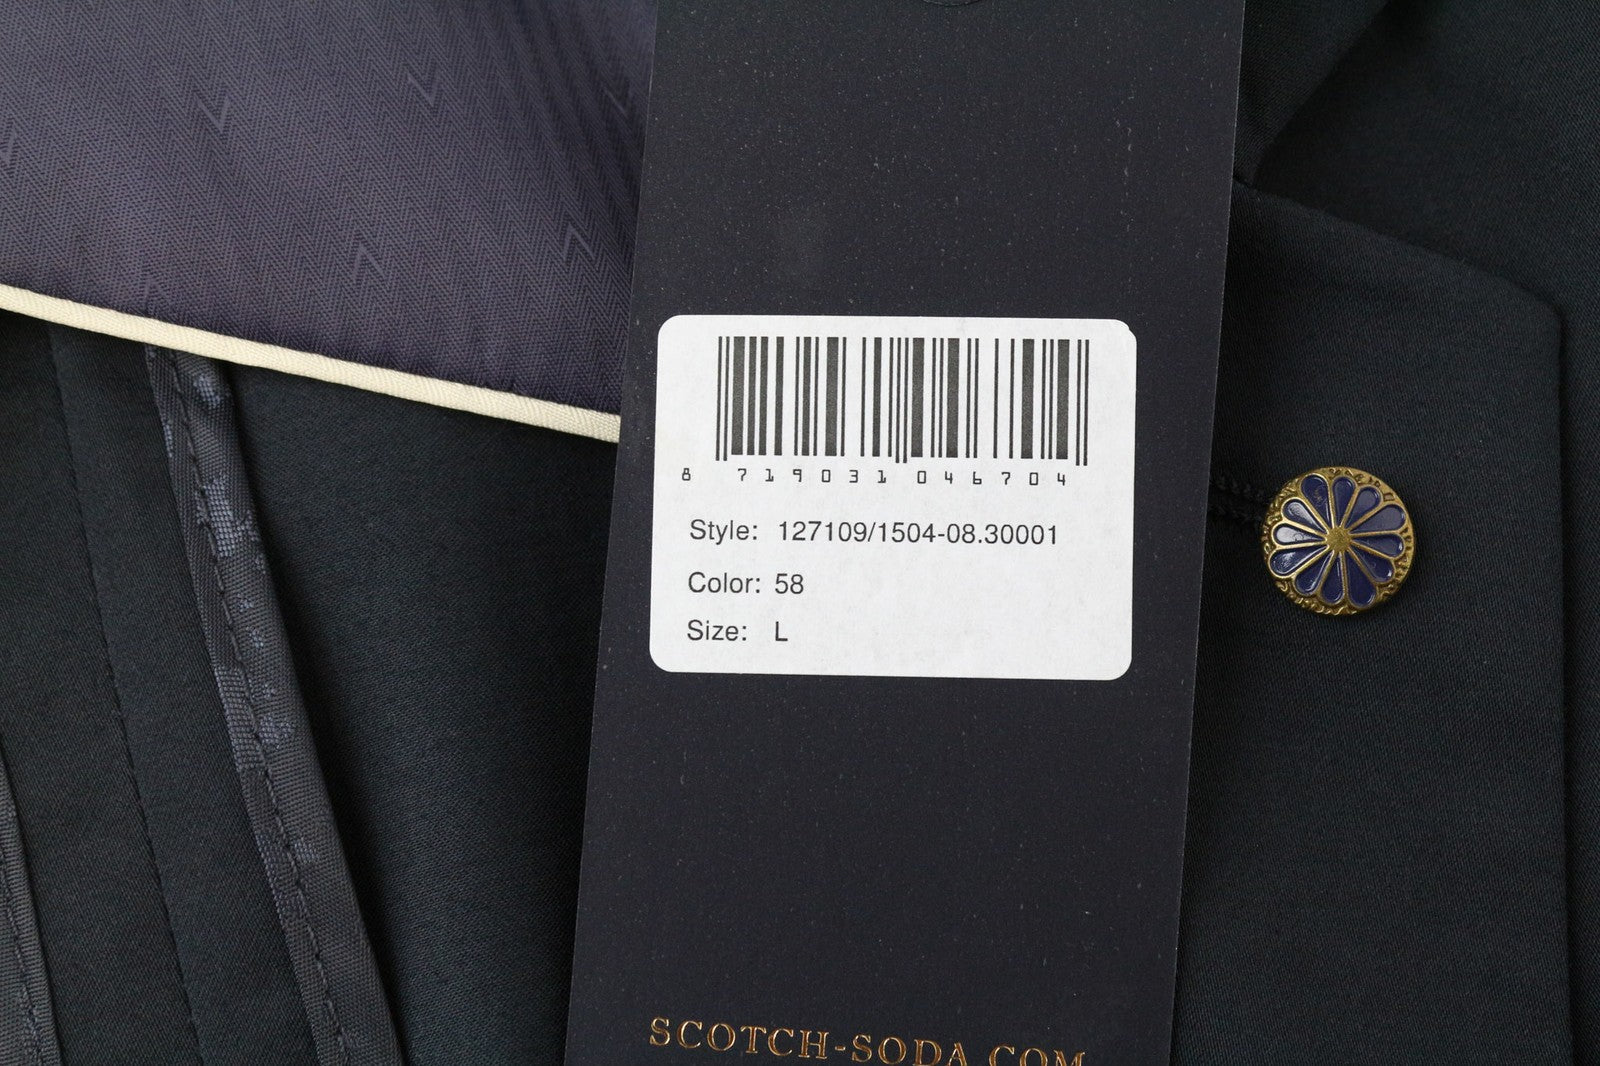 8 719031 046704
Style: 127109/1504-08.30001
Color: 58
Size: L
SCOTCH-SODA.COM